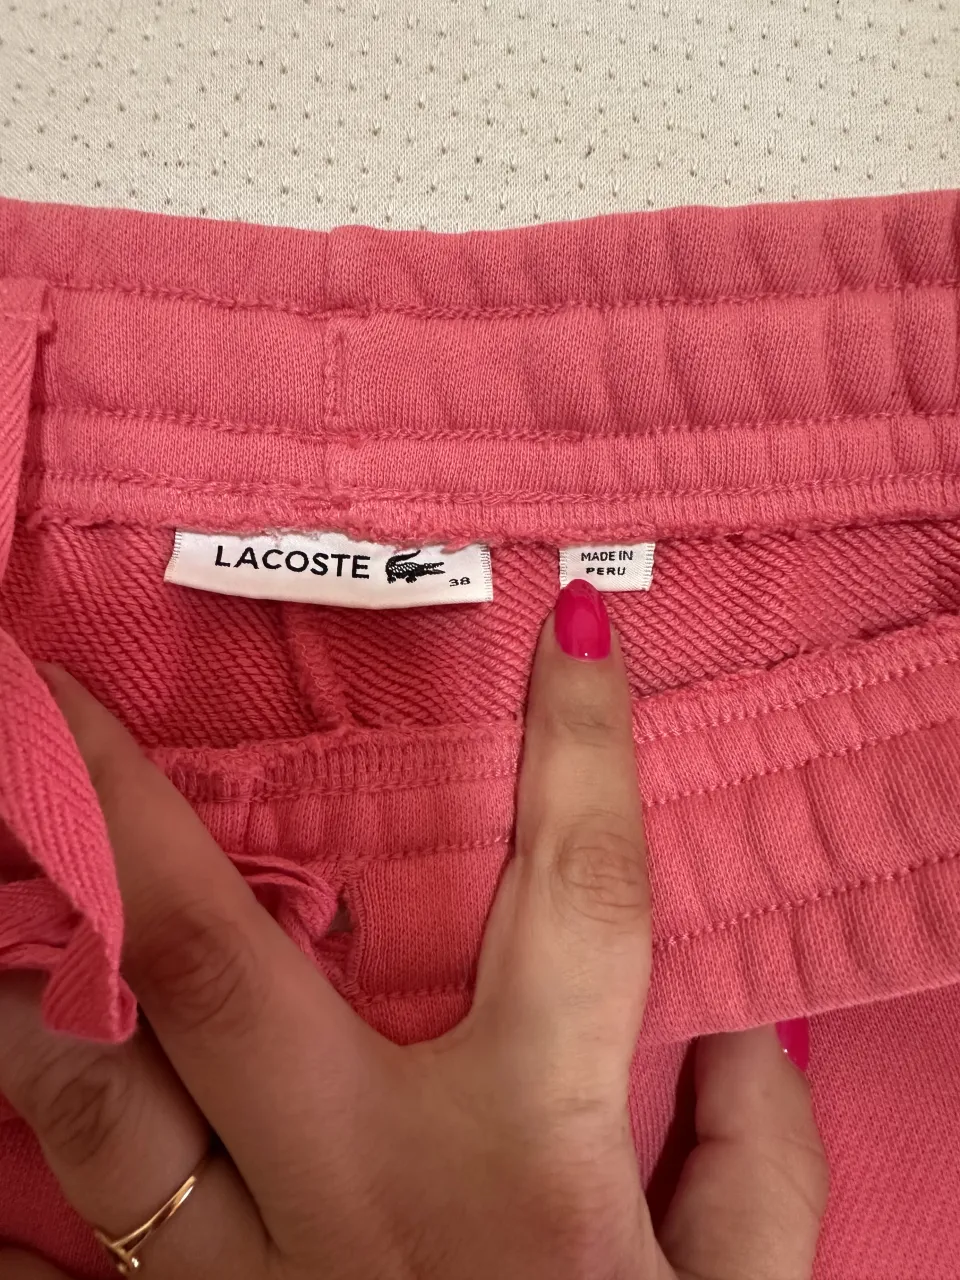 LACOSTE
38
MADE IN
PERU